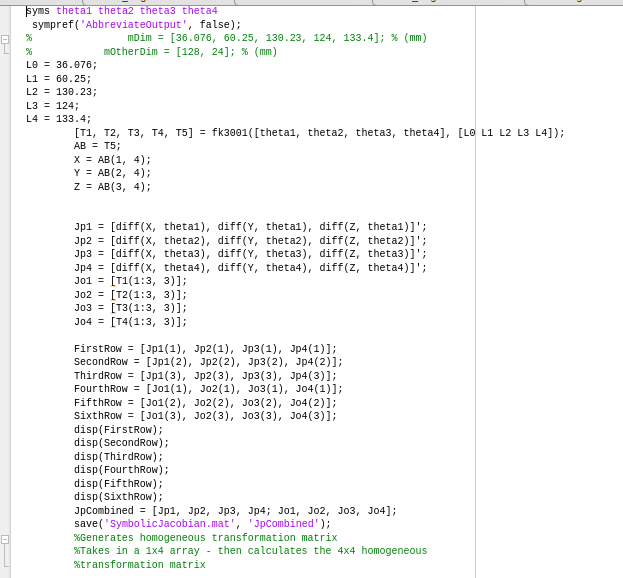 syms theta1 theta2 theta3 theta4
sympref('AbbreviateOutput', false);
% mDim = [36.076, 60.25, 130.23, 124, 133.4]; % (mm)
% mOtherDim = [128, 24]; % (mm)
L0 = 36.076;
L1 = 60.25;
L2 = 130.23;
L3 = 124;
L4 = 133.4;
[T1, T2, T3, T4, T5] = fk3001([theta1, theta2, theta3, theta4], [L0 L1 L2 L3 L4]);
AB = T5;
X = AB(1, 4);
Y = AB(2, 4);
Z = AB(3, 4);
Jp1 = [diff(X, theta1), diff(Y, theta1), diff(Z, theta1)]';
Jp2 = [diff(X, theta2), diff(Y, theta2), diff(Z, theta2)]';
Jp3 = [diff(X, theta3), diff(Y, theta3), diff(Z, theta3)]';
Jp4 = [diff(X, theta4), diff(Y, theta4), diff(Z, theta4)]';
Jo1 = [T1(1:3, 3)];
Jo2 = [T2(1:3, 3)];
Jo3 = [T3(1:3, 3)];
Jo4 = [T4(1:3, 3)];
FirstRow = [Jp1(1), Jp2(1), Jp3(1), Jp4(1)];
SecondRow = [Jp1(2), Jp2(2), Jp3(2), Jp4(2)];
ThirdRow = [Jp1(3), Jp2(3), Jp3(3), Jp4(3)];
FourthRow = [Jo1(1), Jo2(1), Jo3(1), Jo4(1)];
FifthRow = [Jo1(2), Jo2(2), Jo3(2), Jo4(2)];
SixthRow = [Jo1(3), Jo2(3), Jo3(3), Jo4(3)];
disp(FirstRow);
disp(SecondRow);
disp(ThirdRow);
disp(FourthRow);
disp(FifthRow);
disp(SixthRow);
JpCombined = [Jp1, Jp2, Jp3, Jp4; Jo1, Jo2, Jo3, Jo4];
save('SymbolicJacobian.mat', 'JpCombined');
%Generates homogeneous transformation matrix
%Takes in a 1x4 array - then calculates the 4x4 homogeneous
%transformation matrix